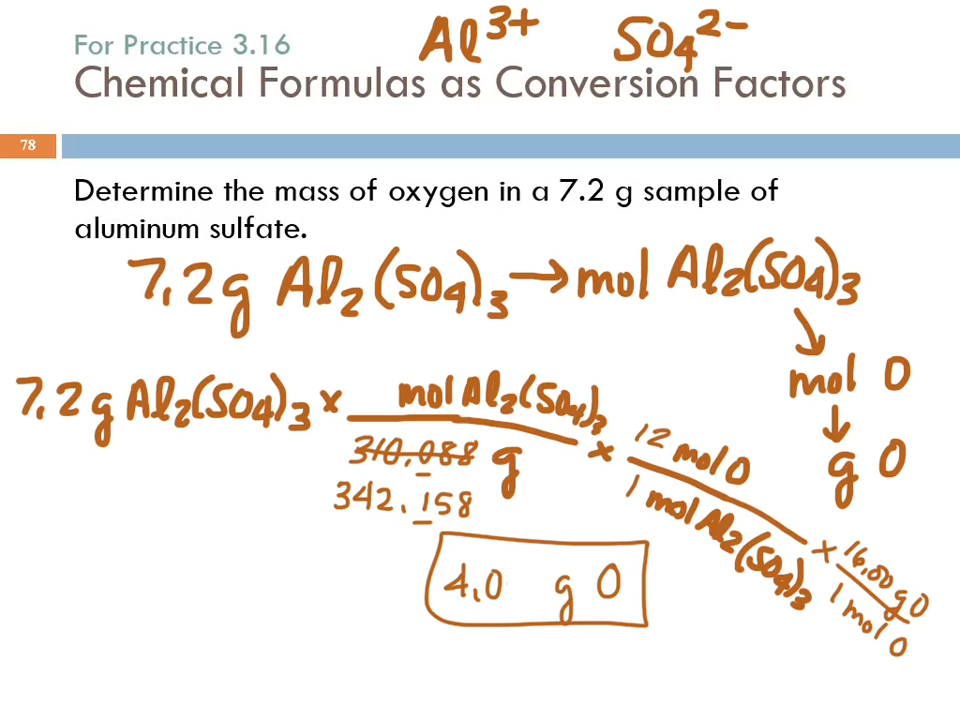 Al³⁺ SO₄²⁻
For Practice 3.16
Chemical Formulas as Conversion Factors
78
Determine the mass of oxygen in a 7.2 g sample of
aluminum sulfate.
7.2 g Al₂(SO₄)₃ → mol Al₂(SO₄)₃
↘
mol O
↓
g O
7.2 g Al₂(SO₄)₃ × mol Al₂(SO₄)₃
310.088 g
342.158
× 12 mol O
1 mol Al₂(SO₄)₃
× 16.00 g O
1 mol O
4.0 g O